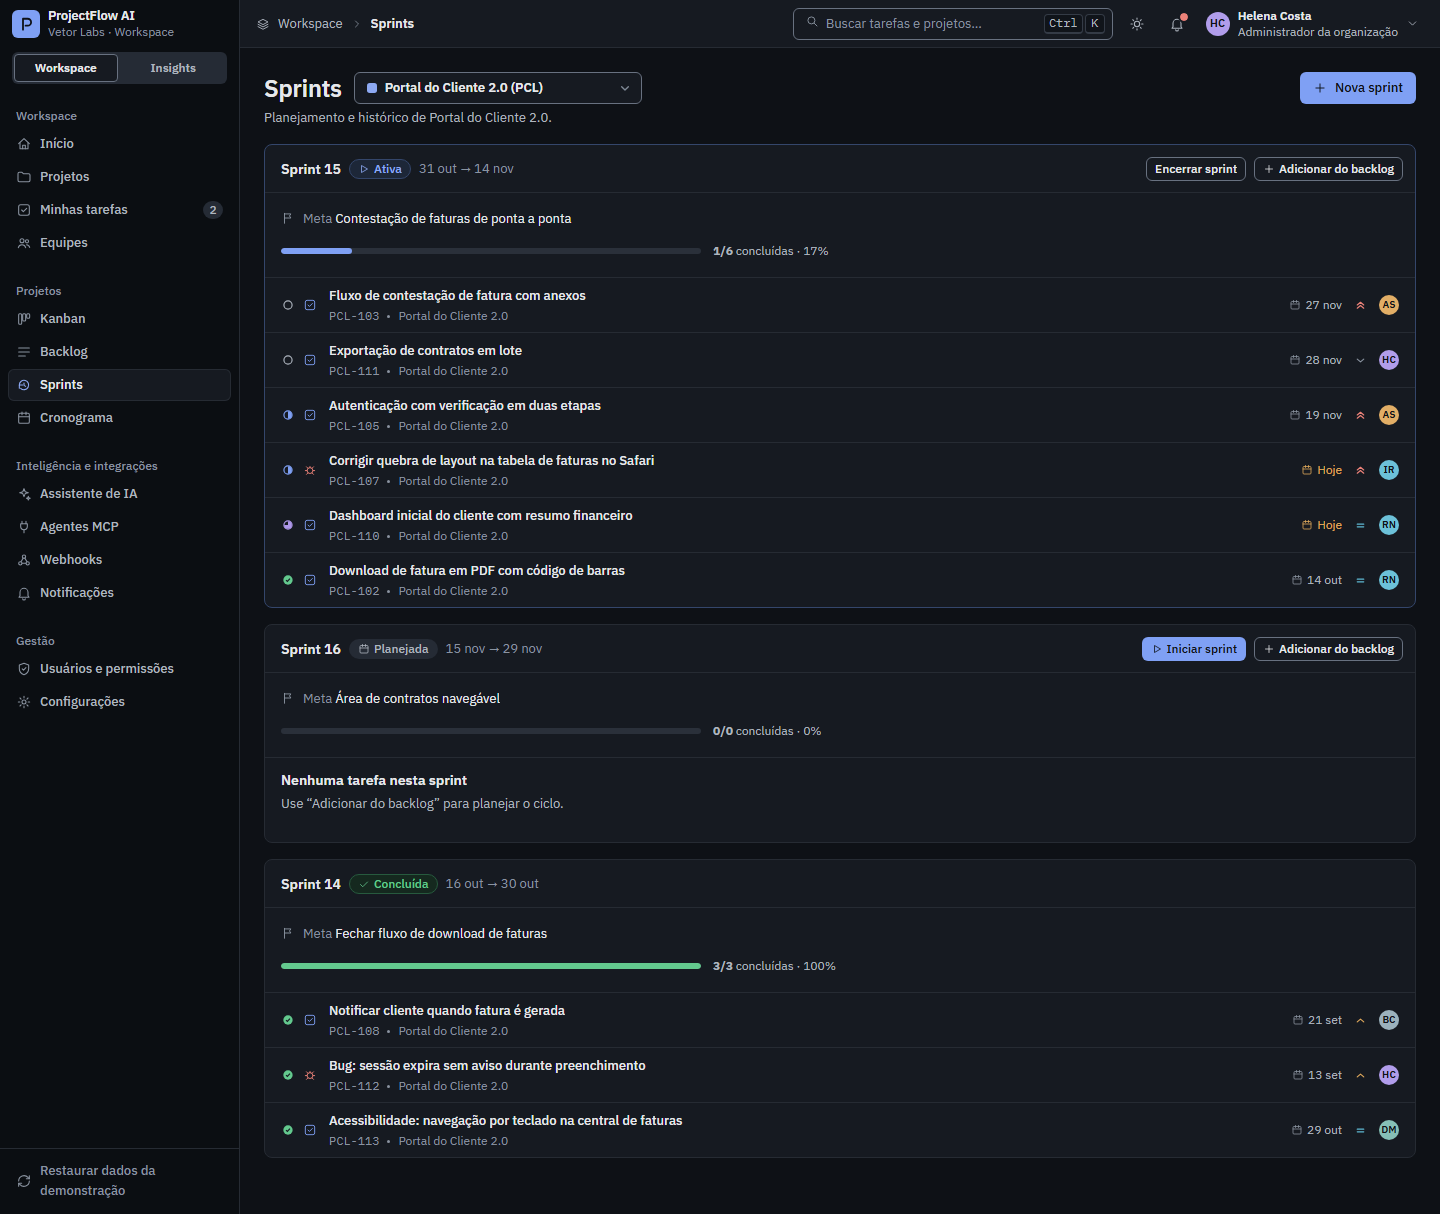 P
ProjectFlow AI
Vetor Labs · Workspace
Workspace
Insights
Workspace
Início
Projetos
Minhas tarefas
2
Equipes
Projetos
Kanban
Backlog
Sprints
Cronograma
Inteligência e integrações
Assistente de IA
Agentes MCP
Webhooks
Notificações
Gestão
Usuários e permissões
Configurações
Restaurar dados da
demonstração
Workspace > Sprints
Buscar tarefas e projetos...
Ctrl K
HC
Helena Costa
Administrador da organização
Sprints
Portal do Cliente 2.0 (PCL)
Nova sprint
Planejamento e histórico de Portal do Cliente 2.0.
Sprint 15 Ativa 31 out → 14 nov
Encerrar sprint
Adicionar do backlog
Meta Contestação de faturas de ponta a ponta
1/6 concluídas · 17%
Fluxo de contestação de fatura com anexos
PCL-103 • Portal do Cliente 2.0
27 nov AS
Exportação de contratos em lote
PCL-111 • Portal do Cliente 2.0
28 nov HC
Autenticação com verificação em duas etapas
PCL-105 • Portal do Cliente 2.0
19 nov AS
Corrigir quebra de layout na tabela de faturas no Safari
PCL-107 • Portal do Cliente 2.0
Hoje IR
Dashboard inicial do cliente com resumo financeiro
PCL-110 • Portal do Cliente 2.0
Hoje RN
Download de fatura em PDF com código de barras
PCL-102 • Portal do Cliente 2.0
14 out RN
Sprint 16 Planejada 15 nov → 29 nov
Iniciar sprint
Adicionar do backlog
Meta Área de contratos navegável
0/0 concluídas · 0%
Nenhuma tarefa nesta sprint
Use “Adicionar do backlog” para planejar o ciclo.
Sprint 14 Concluída 16 out → 30 out
Meta Fechar fluxo de download de faturas
3/3 concluídas · 100%
Notificar cliente quando fatura é gerada
PCL-108 • Portal do Cliente 2.0
21 set BC
Bug: sessão expira sem aviso durante preenchimento
PCL-112 • Portal do Cliente 2.0
13 set HC
Acessibilidade: navegação por teclado na central de faturas
PCL-113 • Portal do Cliente 2.0
29 out DM